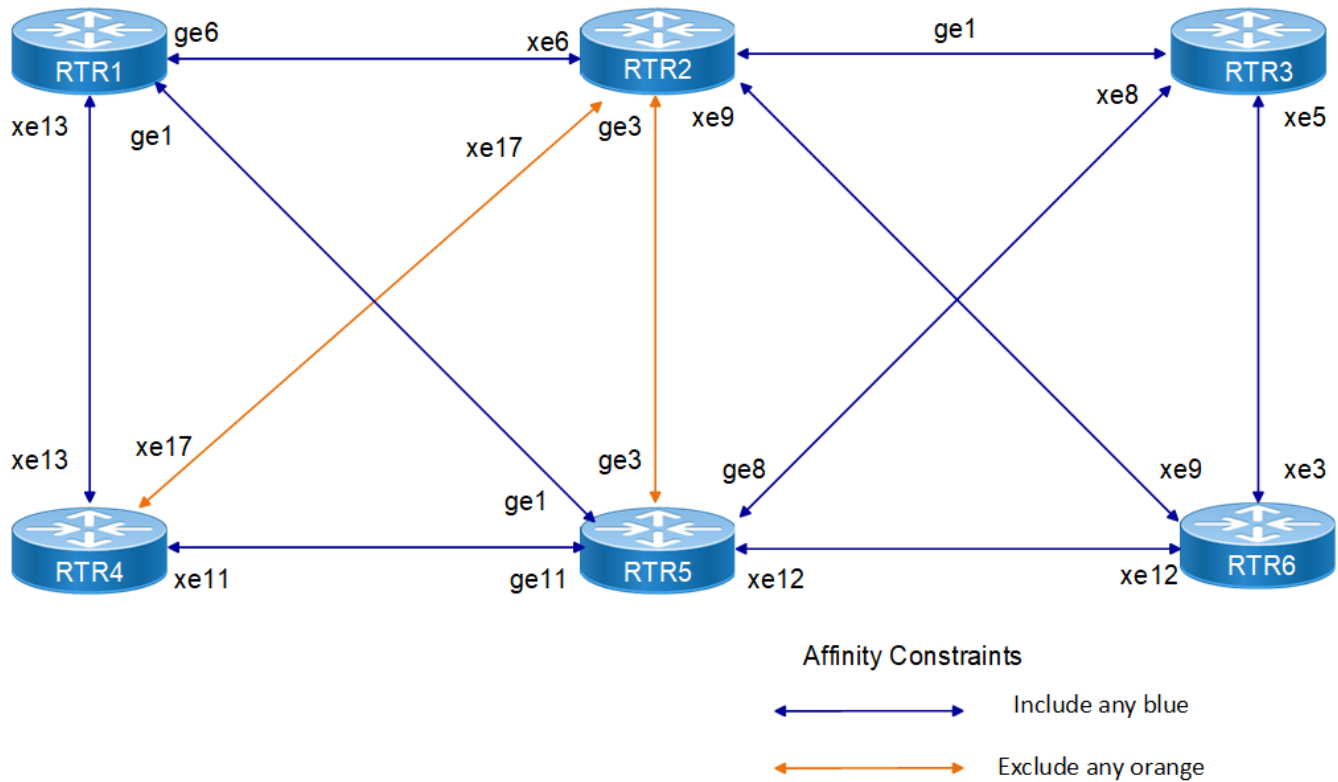 ge6
xe6
ge1
RTR1
RTR2
RTR3
xe13
ge1
xe17
ge3
xe9
xe8
xe5
xe13
xe17
ge3
ge8
xe9
xe3
ge1
RTR4
RTR5
RTR6
xe11
ge11
xe12
xe12
Affinity Constraints
Include any blue
Exclude any orange